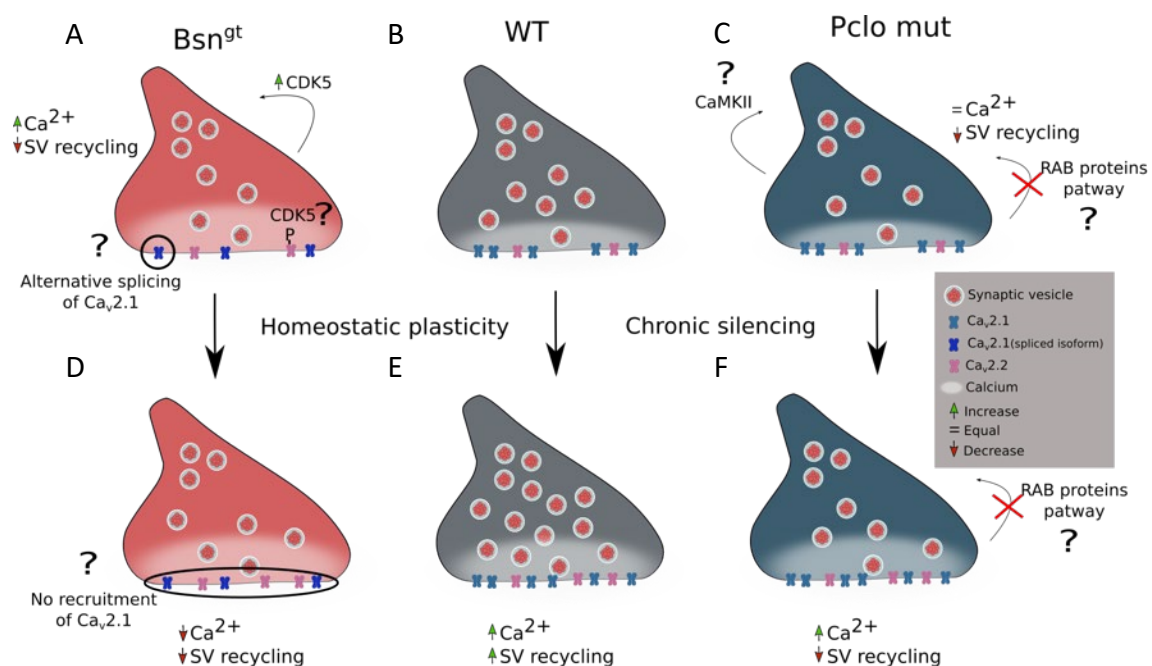 A
Bsn^gt
B
WT
C
Pclo mut
CDK5
Ca2+
SV recycling
?
CaMKII
= Ca2+
SV recycling
RAB proteins
patway
?
CDK5?
P
?
Alternative splicing
of Cav2.1
Homeostatic plasticity
Chronic silencing
Synaptic vesicle
Cav2.1
Cav2.1(spliced isoform)
Cav2.2
Calcium
Increase
= Equal
Decrease
D
E
F
RAB proteins
patway
?
?
No recruitment
of Cav2.1
Ca2+
SV recycling
Ca2+
SV recycling
Ca2+
SV recycling